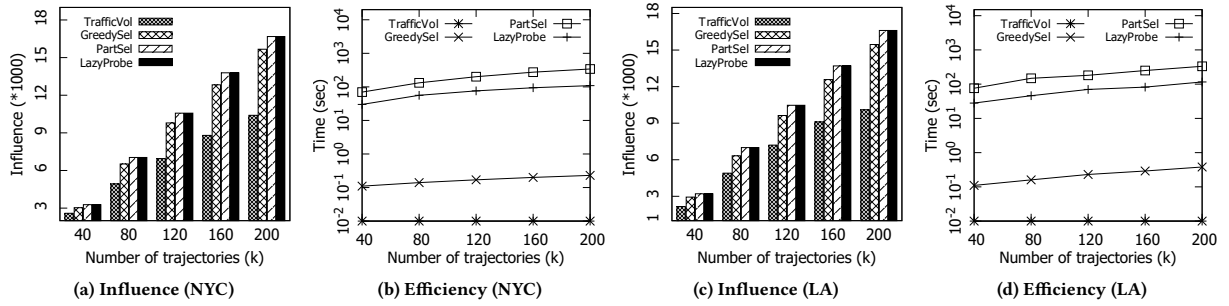 Influence (*1000)
18
15
12
9
6
3
TrafficVol
GreedySel
PartSel
LazyProbe
40 80 120 160 200
Number of trajectories (k)
(a) Influence (NYC)
Time (sec)
10^4
10^3
10^2
10^1
10^0
10^-1
10^-2
TrafficVol PartSel
GreedySel LazyProbe
40 80 120 160 200
Number of trajectories (k)
(b) Efficiency (NYC)
Influence (*1000)
18
15
12
9
6
3
1
TrafficVol
GreedySel
PartSel
LazyProbe
40 80 120 160 200
Number of trajectories (k)
(c) Influence (LA)
Time (sec)
10^4
10^3
10^2
10^1
10^0
10^-1
10^-2
TrafficVol PartSel
GreedySel LazyProbe
40 80 120 160 200
Number of trajectories (k)
(d) Efficiency (LA)